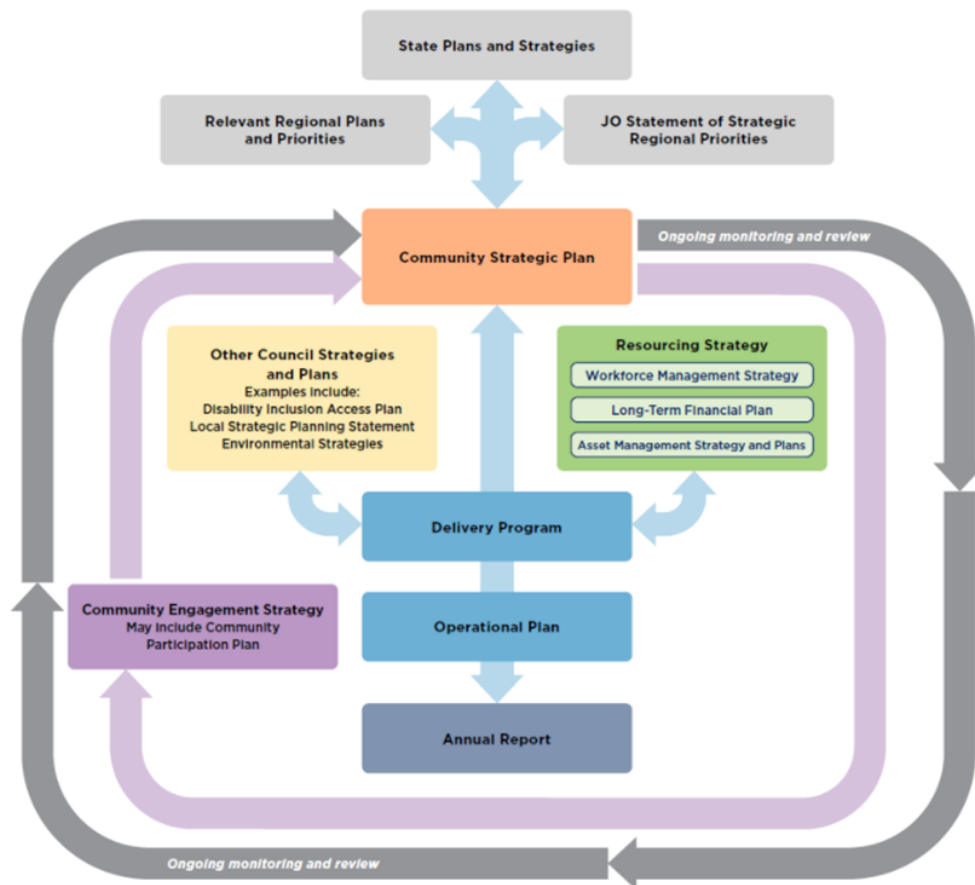 State Plans and Strategies
Relevant Regional Plans
and Priorities
JO Statement of Strategic
Regional Priorities
Community Strategic Plan
Ongoing monitoring and review
Other Council Strategies
and Plans
Examples include:
Disability Inclusion Access Plan
Local Strategic Planning Statement
Environmental Strategies
Resourcing Strategy
Workforce Management Strategy
Long-Term Financial Plan
Asset Management Strategy and Plans
Delivery Program
Community Engagement Strategy
May Include Community
Participation Plan
Operational Plan
Annual Report
Ongoing monitoring and review